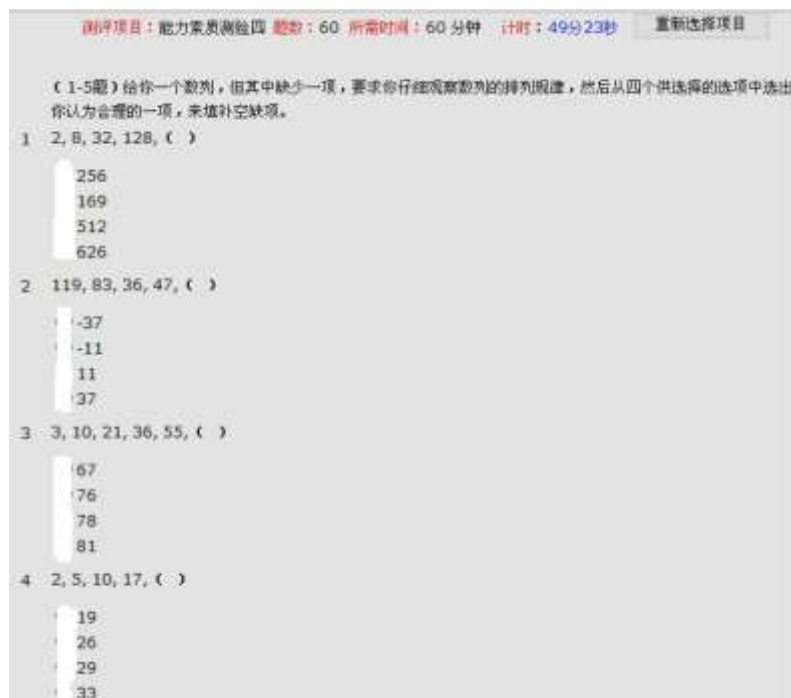 测评项目：能力素质测验四 题数：60 所需时间：60 分钟 计时：49分23秒 重新选择项目
（1-5题）给你一个数列，但其中缺少一项，要求你仔细观察数列的排列规律，然后从四个供选择的选项中选出
你认为合理的一项，来填补空缺项。
1 2, 8, 32, 128, ( )
256
169
512
626
2 119, 83, 36, 47, ( )
-37
-11
11
37
3 3, 10, 21, 36, 55, ( )
67
76
78
81
4 2, 5, 10, 17, ( )
19
26
29
33